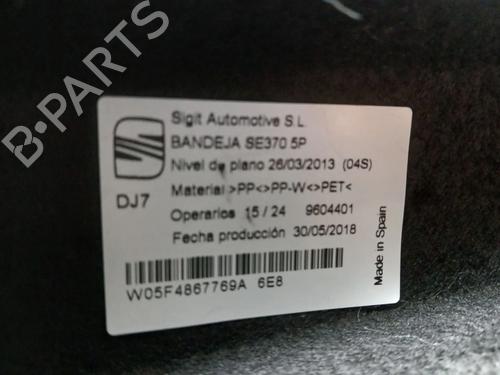 Sigit Automotive S.L.
BANDEJA SE370 5P
Nivel de plano 26/03/2013 (04S)
Material >PP<>PP-W<>PET<
DJ7
Operarios 15 / 24 9604401
Fecha producción 30/05/2018
W05F4867769A 6E8
Made in Spain
B-PARTS